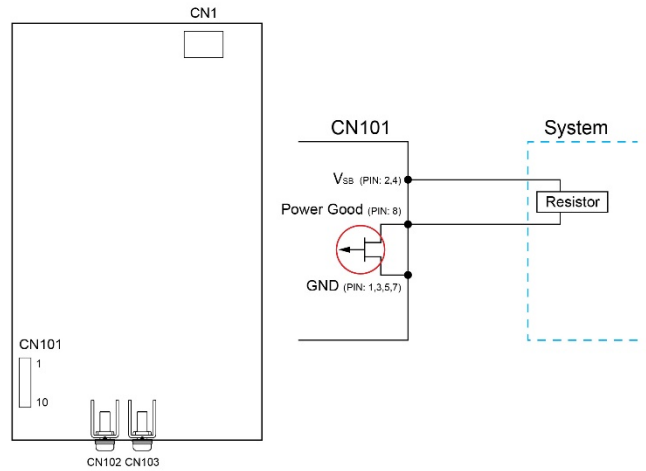 CN1
CN101
1
10
CN102 CN103
CN101
System
VSB (PIN: 2,4)
Resistor
Power Good (PIN: 8)
GND (PIN: 1,3,5,7)